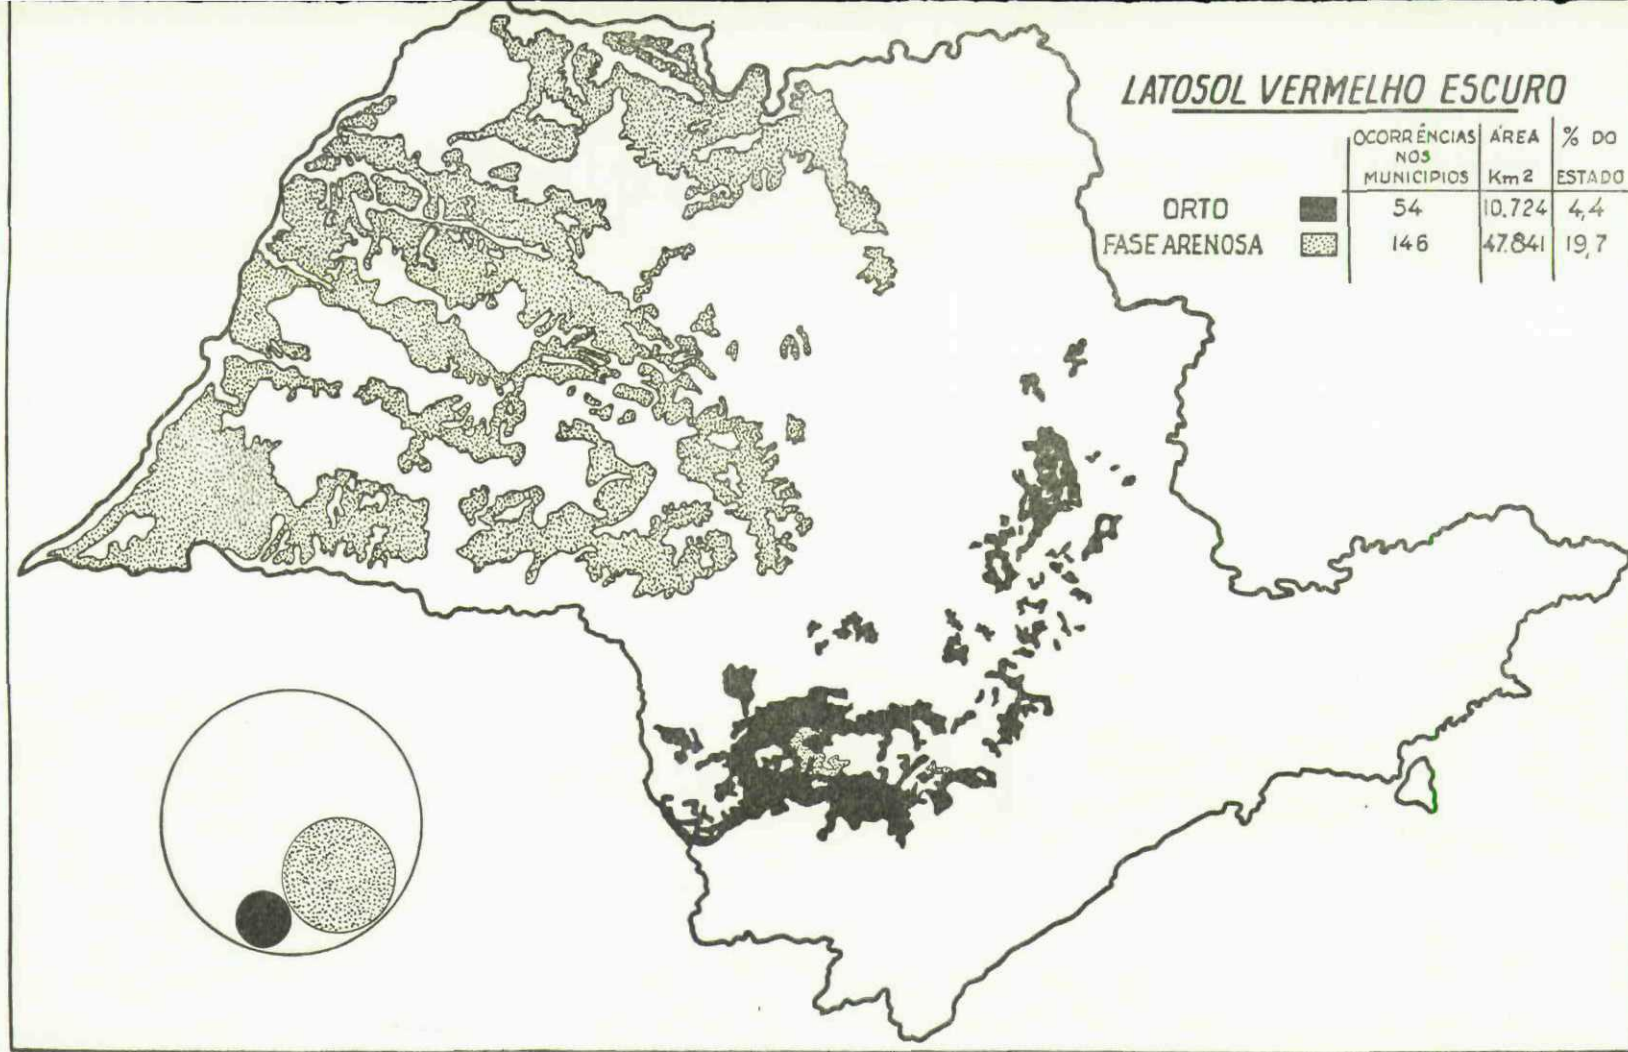 LATOSOL VERMELHO ESCURO
OCORRÊNCIAS NOS MUNICIPIOS ÁREA Km2 % DO ESTADO
ORTO 54 10.724 4,4
FASE ARENOSA 146 47.841 19,7